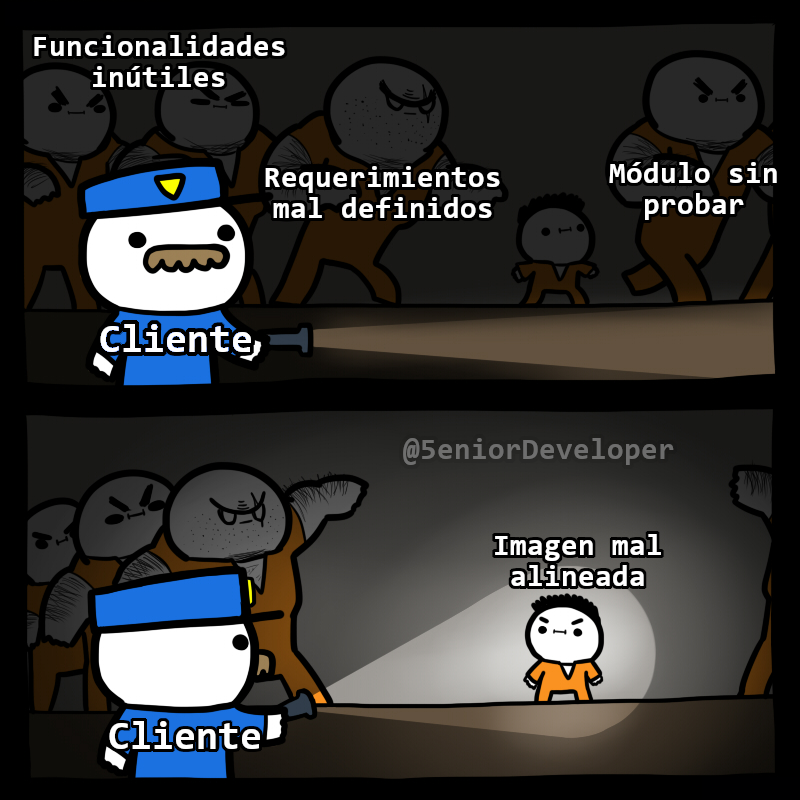 Funcionalidades
inútiles
Requerimientos
mal definidos
Módulo sin
probar
Cliente
@5eniorDeveloper
Imagen mal
alineada
Cliente